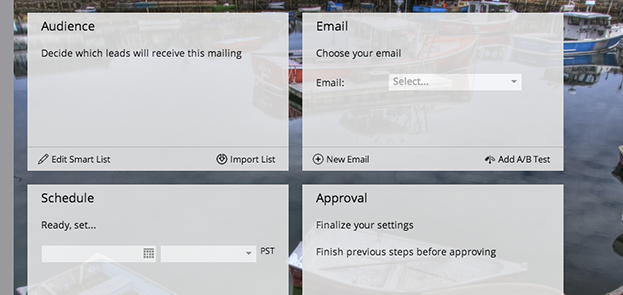 Audience
Decide which leads will receive this mailing
Edit Smart List
Import List
Email
Choose your email
Email: Select...
New Email
Add A/B Test
Schedule
Ready, set...
PST
Approval
Finalize your settings
Finish previous steps before approving